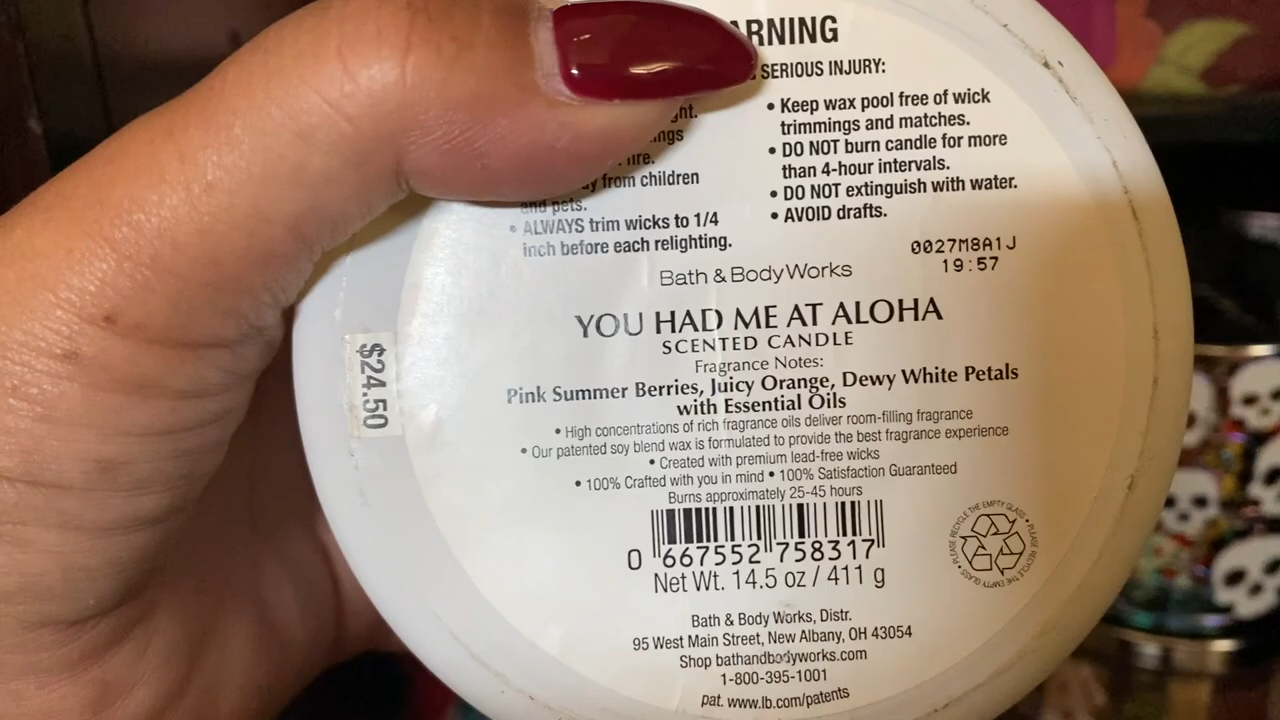 RNING
SERIOUS INJURY:
from children
and pets.
• ALWAYS trim wicks to 1/4
inch before each relighting.
• Keep wax pool free of wick
trimmings and matches.
• DO NOT burn candle for more
than 4-hour intervals.
• DO NOT extinguish with water.
• AVOID drafts.
0027M8A1J
19:57
Bath & Body Works
YOU HAD ME AT ALOHA
SCENTED CANDLE
Fragrance Notes:
Pink Summer Berries, Juicy Orange, Dewy White Petals
with Essential Oils
• High concentrations of rich fragrance oils deliver room-filling fragrance
• Our patented soy blend wax is formulated to provide the best fragrance experience
• Created with premium lead-free wicks
• 100% Crafted with you in mind • 100% Satisfaction Guaranteed
Burns approximately 25-45 hours
0 667552 758317
Net Wt. 14.5 oz / 411 g
• PLEASE RECYCLE THE EMPTY GLASS • PLEASE RECYCLE THE EMPTY GLASS
Bath & Body Works, Distr.
95 West Main Street, New Albany, OH 43054
Shop bathandbodyworks.com
1-800-395-1001
pat. www.lb.com/patents
$24.50